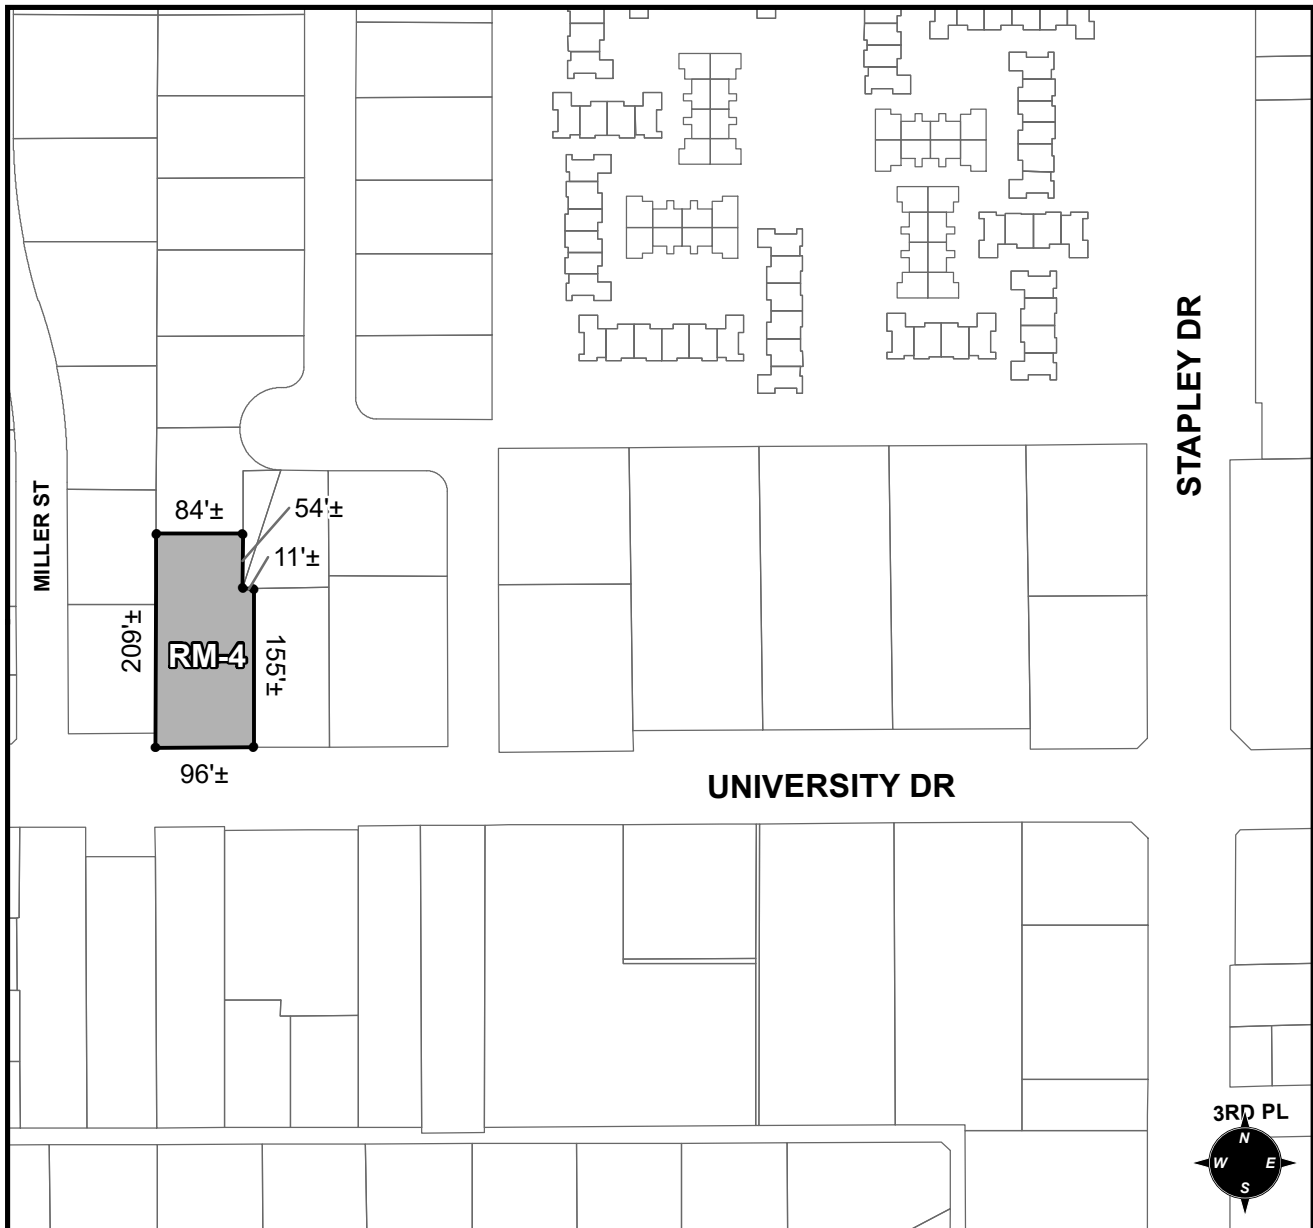 STAPLEY DR
MILLER ST
84'±
54'±
11'±
209'±
RM-4
155'±
96'±
UNIVERSITY DR
3RD PL
N
W E
S